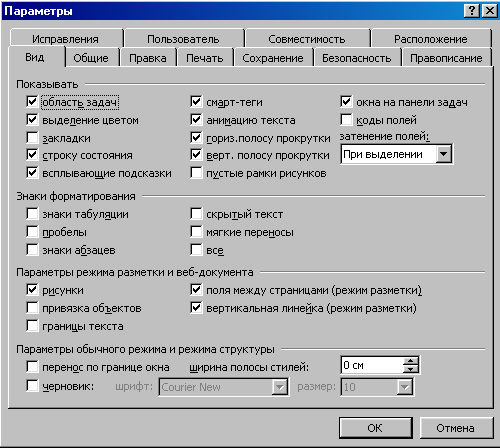 Параметры
Исправления Пользователь Совместимость Расположение
Вид Общие Правка Печать Сохранение Безопасность Правописание
Показывать
область задач смарт-теги окна на панели задач
выделение цветом анимацию текста коды полей
закладки гориз.полосу прокрутки затенение полей:
строку состояния верт. полосу прокрутки При выделении
всплывающие подсказки пустые рамки рисунков
Знаки форматирования
знаки табуляции скрытый текст
пробелы мягкие переносы
знаки абзацев все
Параметры режима разметки и веб-документа
рисунки поля между страницами (режим разметки)
привязка объектов вертикальная линейка (режим разметки)
границы текста
Параметры обычного режима и режима структуры
перенос по границе окна ширина полосы стилей: 0 см
черновик: шрифт: Courier New размер: 10
ОК Отмена